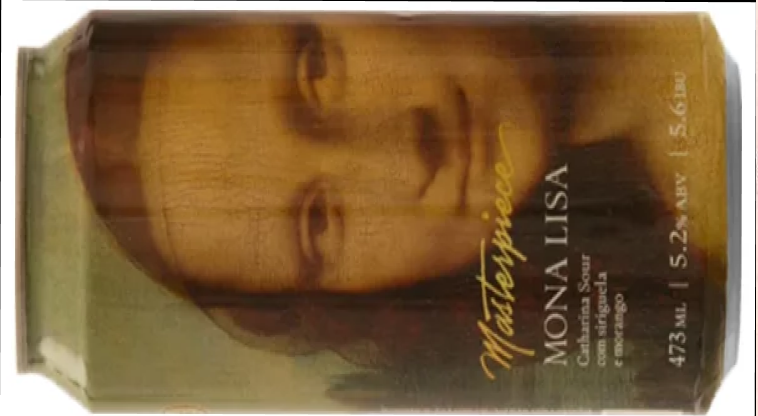 Masterpiece
MONA LISA
Catharina Sour
com siriguela
e morango
473 ML | 5.2% ABV | 5.6 IBU